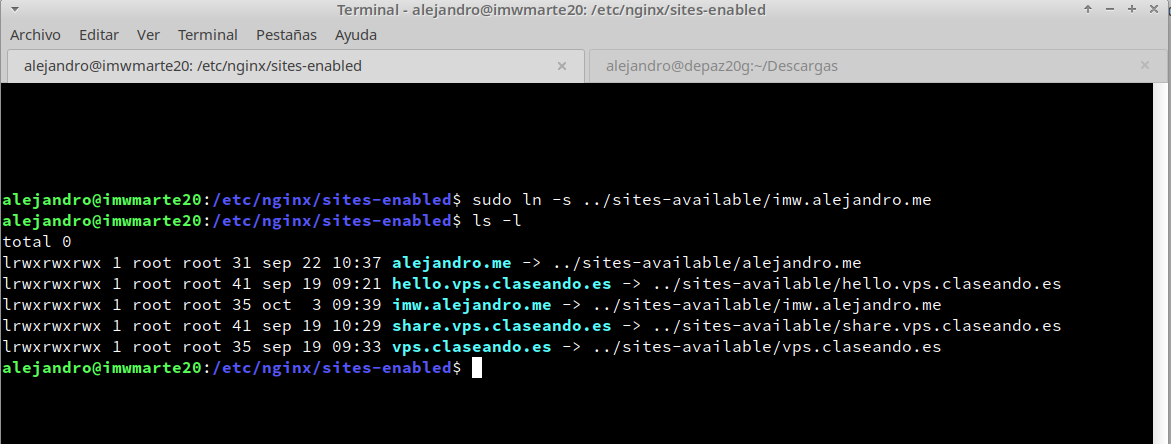 Terminal - alejandro@imwmarte20: /etc/nginx/sites-enabled
Archivo Editar Ver Terminal Pestañas Ayuda
alejandro@imwmarte20: /etc/nginx/sites-enabled × alejandro@depaz20g:~/Descargas ×
alejandro@imwmarte20:/etc/nginx/sites-enabled$ sudo ln -s ../sites-available/imw.alejandro.me
alejandro@imwmarte20:/etc/nginx/sites-enabled$ ls -l
total 0
lrwxrwxrwx 1 root root 31 sep 22 10:37 alejandro.me -> ../sites-available/alejandro.me
lrwxrwxrwx 1 root root 41 sep 19 09:21 hello.vps.claseando.es -> ../sites-available/hello.vps.claseando.es
lrwxrwxrwx 1 root root 35 oct  3 09:39 imw.alejandro.me -> ../sites-available/imw.alejandro.me
lrwxrwxrwx 1 root root 41 sep 19 10:29 share.vps.claseando.es -> ../sites-available/share.vps.claseando.es
lrwxrwxrwx 1 root root 35 sep 19 09:33 vps.claseando.es -> ../sites-available/vps.claseando.es
alejandro@imwmarte20:/etc/nginx/sites-enabled$